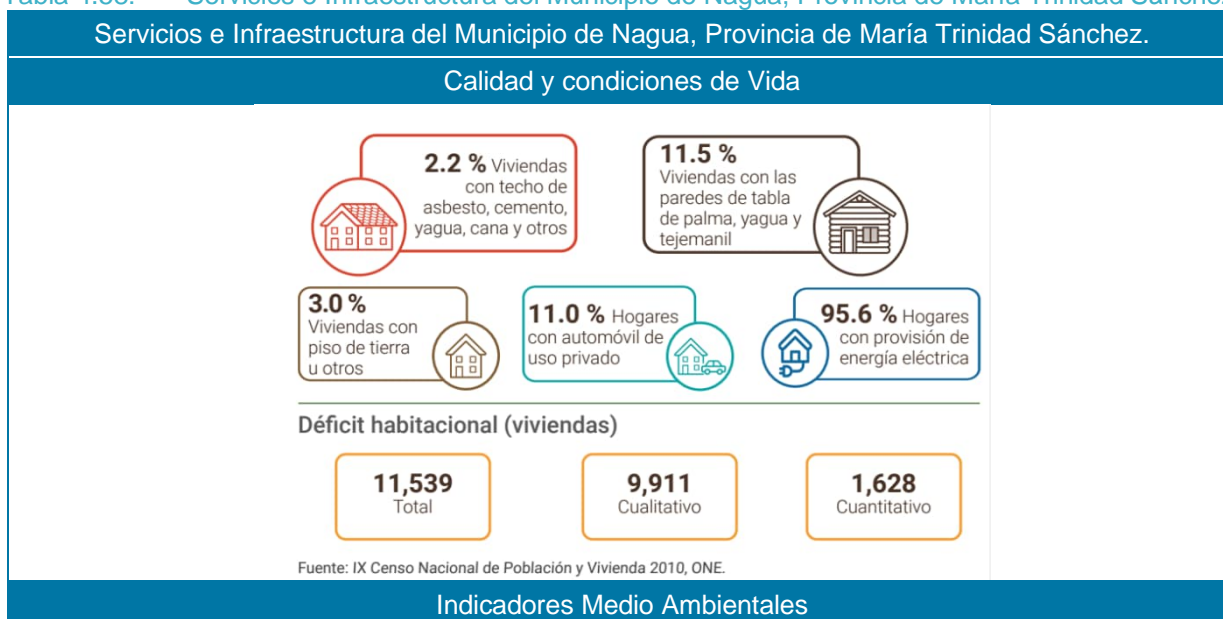 Servicios e Infraestructura del Municipio de Nagua, Provincia de María Trinidad Sánchez.
Calidad y condiciones de Vida
2.2 % Viviendas
con techo de
asbesto, cemento,
yagua, cana y otros
11.5 %
Viviendas con las
paredes de tabla
de palma, yagua y
tejemanil
3.0 %
Viviendas con
piso de tierra
u otros
11.0 % Hogares
con automóvil de
uso privado
95.6 % Hogares
con provisión de
energía eléctrica
Déficit habitacional (viviendas)
11,539
Total
9,911
Cualitativo
1,628
Cuantitativo
Fuente: IX Censo Nacional de Población y Vivienda 2010, ONE.
Indicadores Medio Ambientales